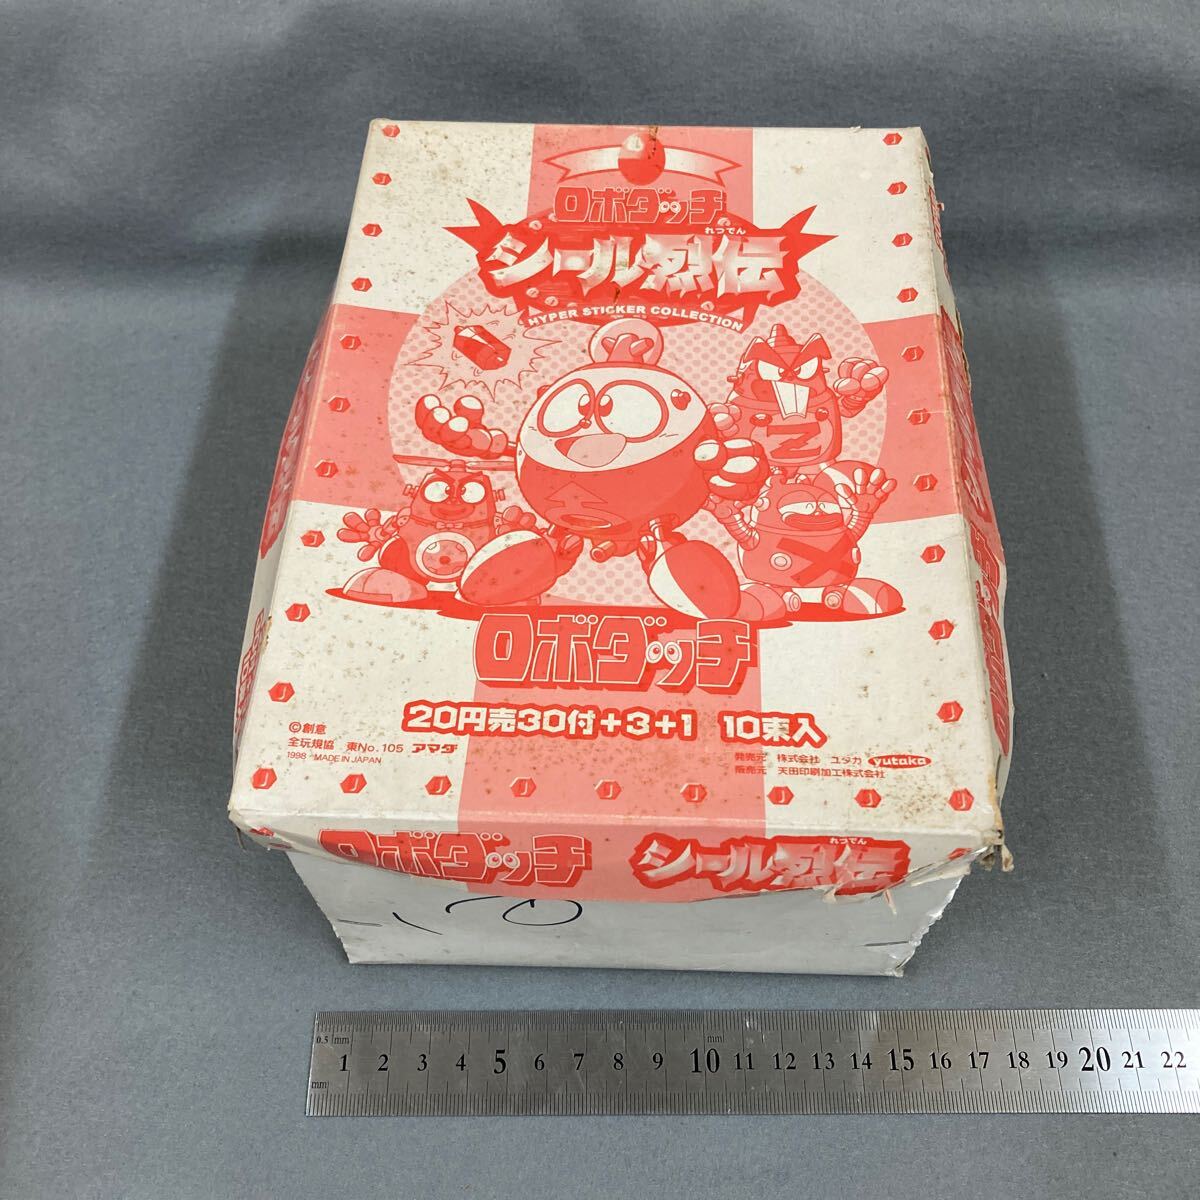 ロボダッチ
れつでん
シール烈伝
HYPER STICKER COLLECTION
Z
ロボダッチ
20円売30付+3+1 10束入
©創意
全玩規協 東No.105 アマダ
1998 MADE IN JAPAN
発売元 株式会社 ユタカ yutaka
販売元 天田印刷加工株式会社
ロボダッチ
れつでん
シール烈伝
0.5 mm
mm
mm
1 2 3 4 5 6 7 8 9 10 11 12 13 14 15 16 17 18 19 20 21 22